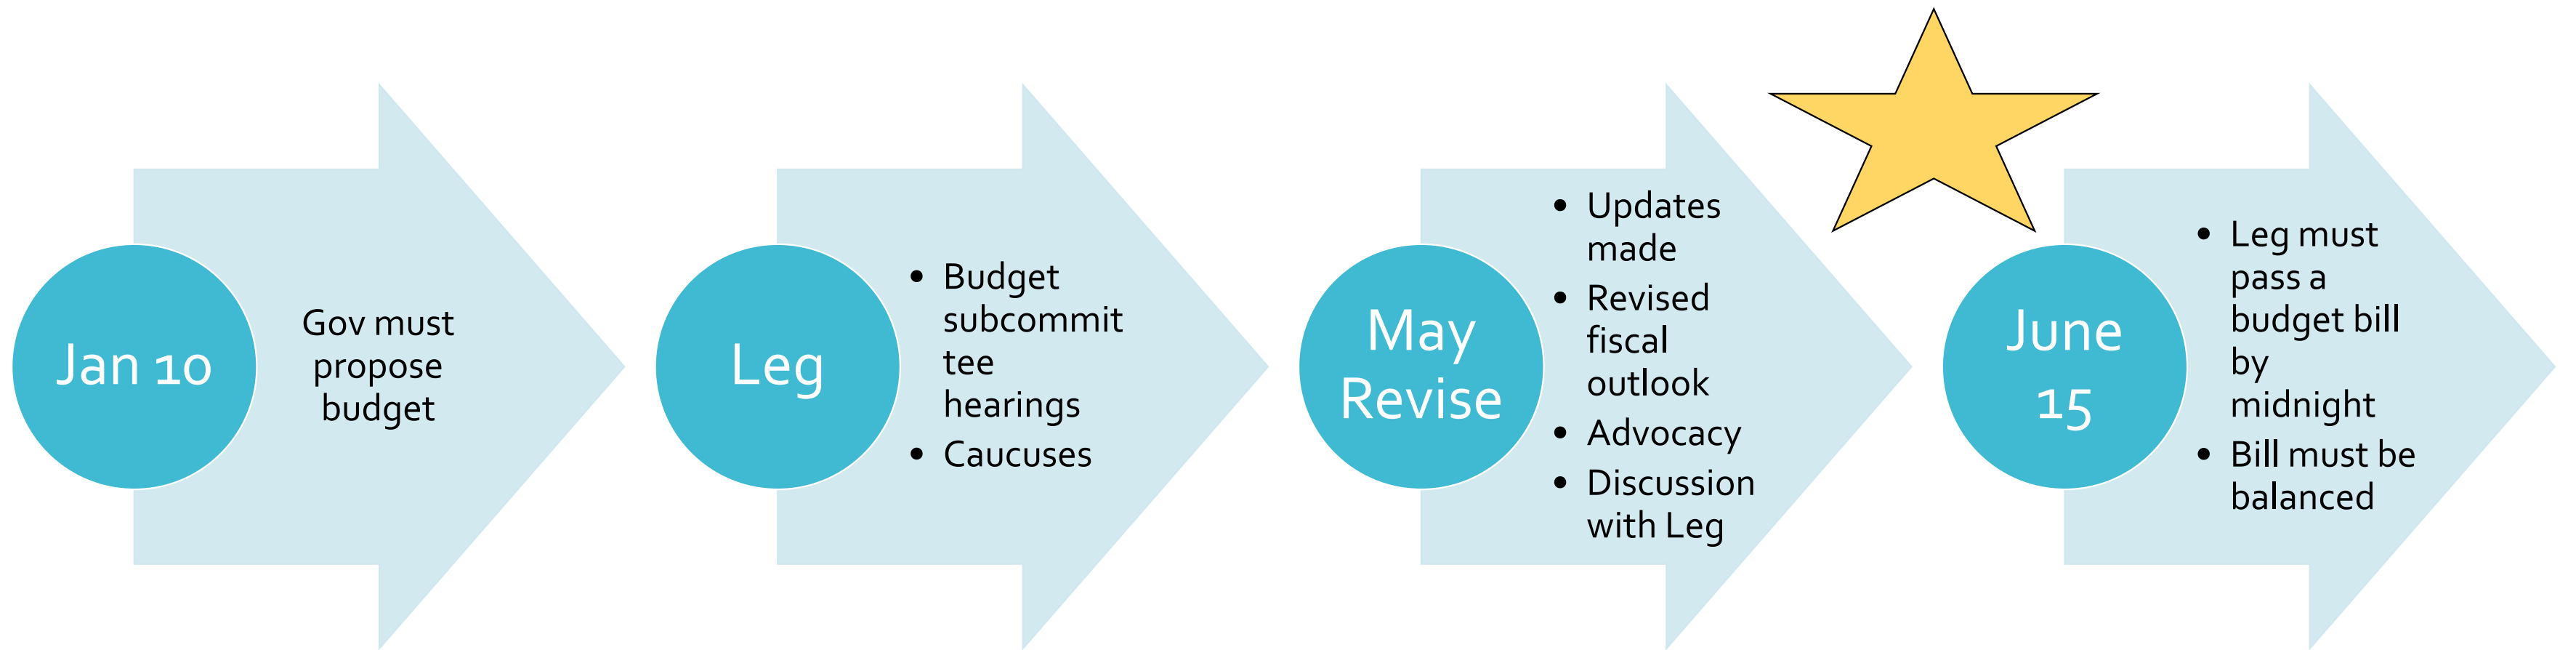 Jan 10
Gov must
propose
budget
Leg
• Budget
subcommit
tee
hearings
• Caucuses
May
Revise
• Updates
made
• Revised
fiscal
outlook
• Advocacy
• Discussion
with Leg
June
15
• Leg must
pass a
budget bill
by
midnight
• Bill must be
balanced